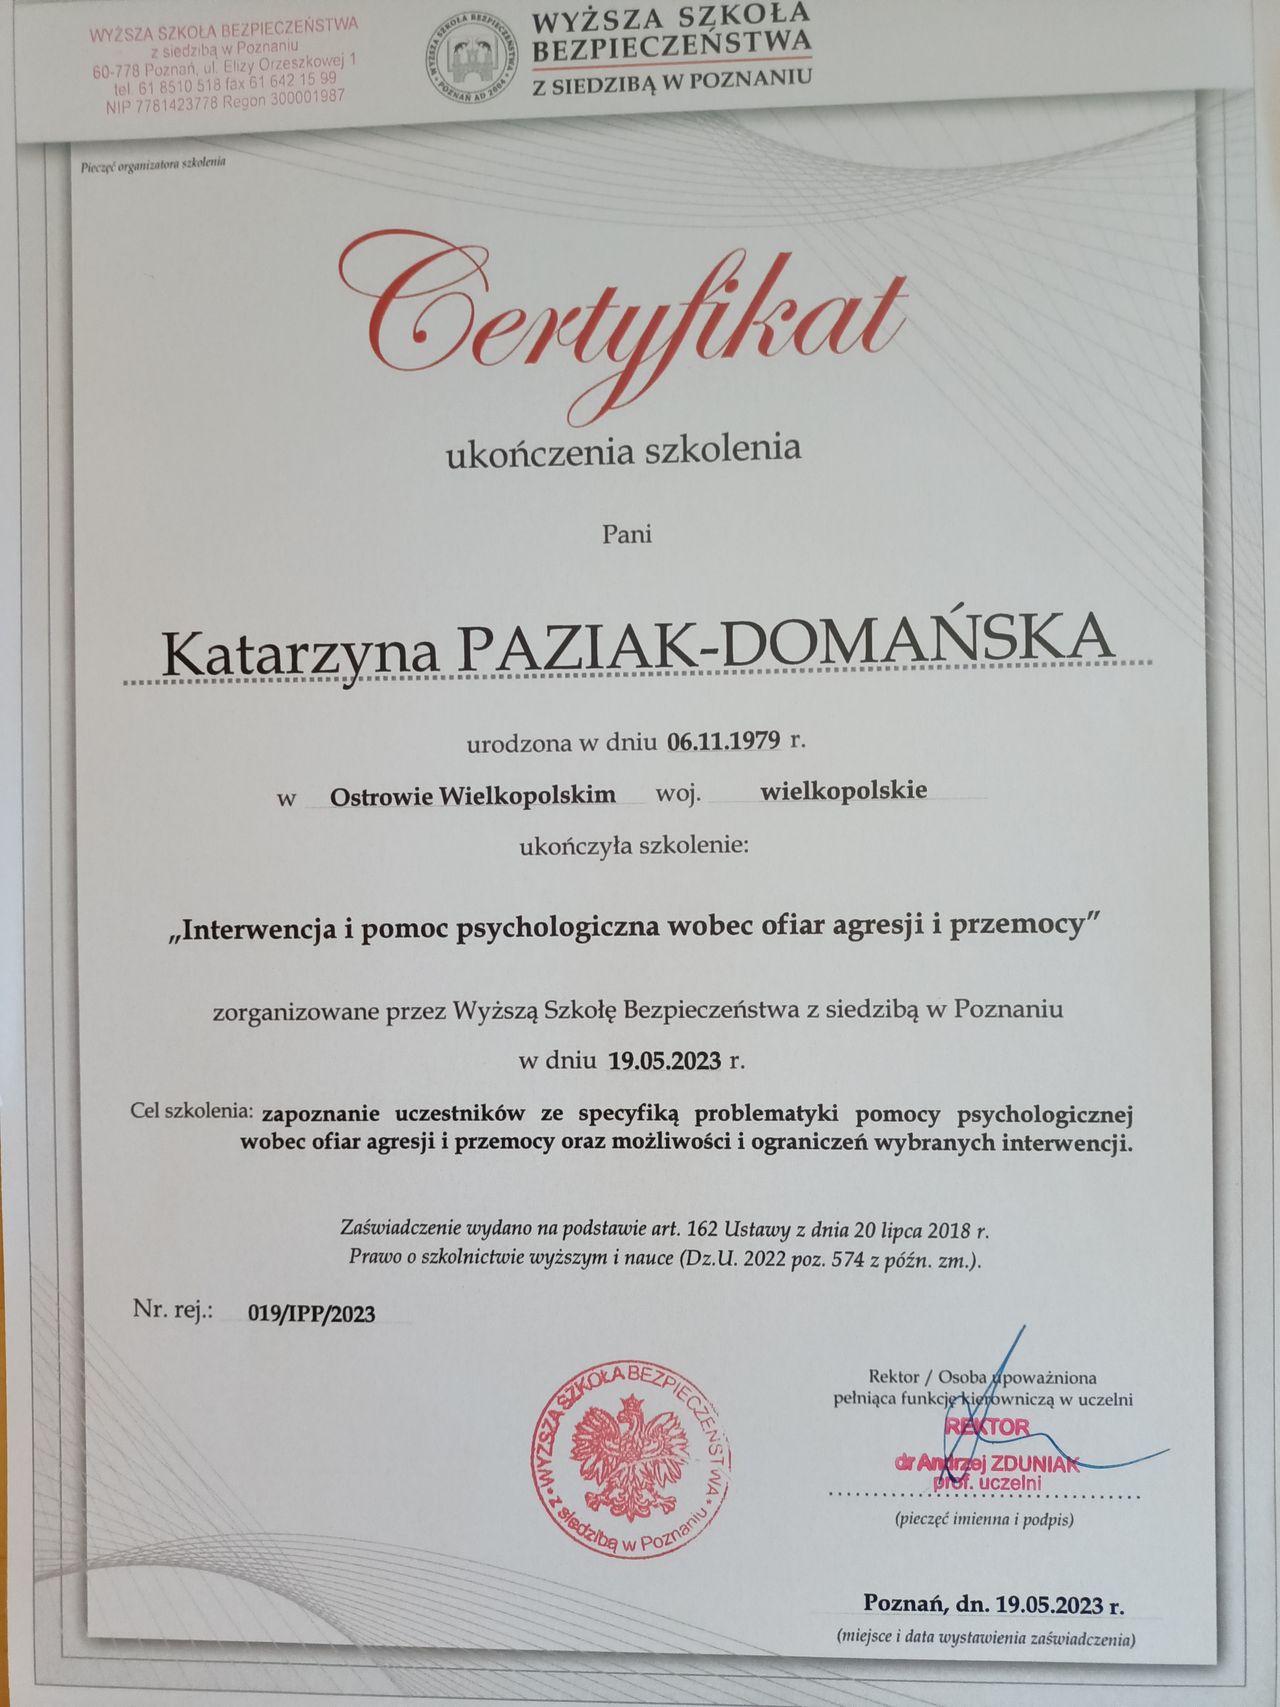 WYŻSZA SZKOŁA BEZPIECZEŃSTWA
z siedzibą w Poznaniu
60-778 Poznań, ul. Elizy Orzeszkowej 1
tel. 61 8510 518 fax 61 642 15 99
NIP 7781423778 Regon 300001987
WYŻSZA SZKOŁA BEZPIECZEŃSTWA
POZNAŃ AD 2004
WYŻSZA SZKOŁA
BEZPIECZEŃSTWA
Z SIEDZIBĄ W POZNANIU
Pieczęć organizatora szkolenia
Certyfikat
ukończenia szkolenia
Pani
Katarzyna PAZIAK-DOMAŃSKA
urodzona w dniu 06.11.1979 r.
w Ostrowie Wielkopolskim woj. wielkopolskie
ukończyła szkolenie:
„Interwencja i pomoc psychologiczna wobec ofiar agresji i przemocy”
zorganizowane przez Wyższą Szkołę Bezpieczeństwa z siedzibą w Poznaniu
w dniu 19.05.2023 r.
Cel szkolenia: zapoznanie uczestników ze specyfiką problematyki pomocy psychologicznej
wobec ofiar agresji i przemocy oraz możliwości i ograniczeń wybranych interwencji.
Zaświadczenie wydano na podstawie art. 162 Ustawy z dnia 20 lipca 2018 r.
Prawo o szkolnictwie wyższym i nauce (Dz.U. 2022 poz. 574 z późn. zm.).
Nr. rej.: 019/IPP/2023
WYŻSZA SZKOŁA BEZPIECZEŃSTWA
z siedzibą w Poznaniu
Rektor / Osoba upoważniona
pełniąca funkcję kierowniczą w uczelni
REKTOR
dr Andrzej ZDUNIAK
prof. uczelni
(pieczęć imienna i podpis)
Poznań, dn. 19.05.2023 r.
(miejsce i data wystawienia zaświadczenia)